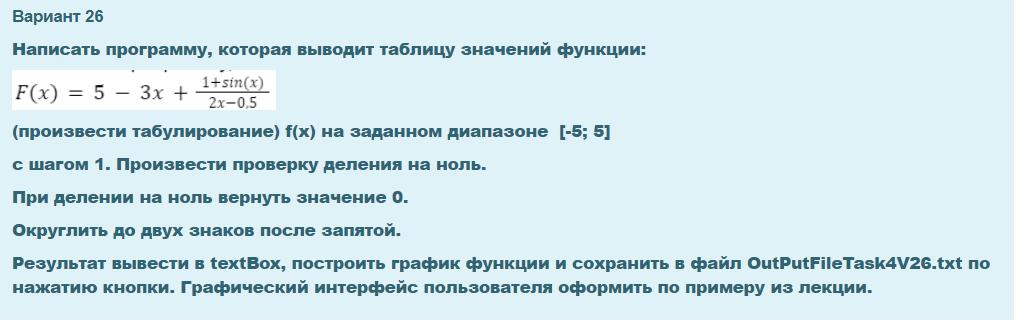 Вариант 26
Написать программу, которая выводит таблицу значений функции:
F(x) = 5 − 3x + \frac{1+sin(x)}{2x−0,5}
(произвести табулирование) f(x) на заданном диапазоне [-5; 5]
с шагом 1. Произвести проверку деления на ноль.
При делении на ноль вернуть значение 0.
Округлить до двух знаков после запятой.
Результат вывести в textBox, построить график функции и сохранить в файл OutPutFileTask4V26.txt по
нажатию кнопки. Графический интерфейс пользователя оформить по примеру из лекции.